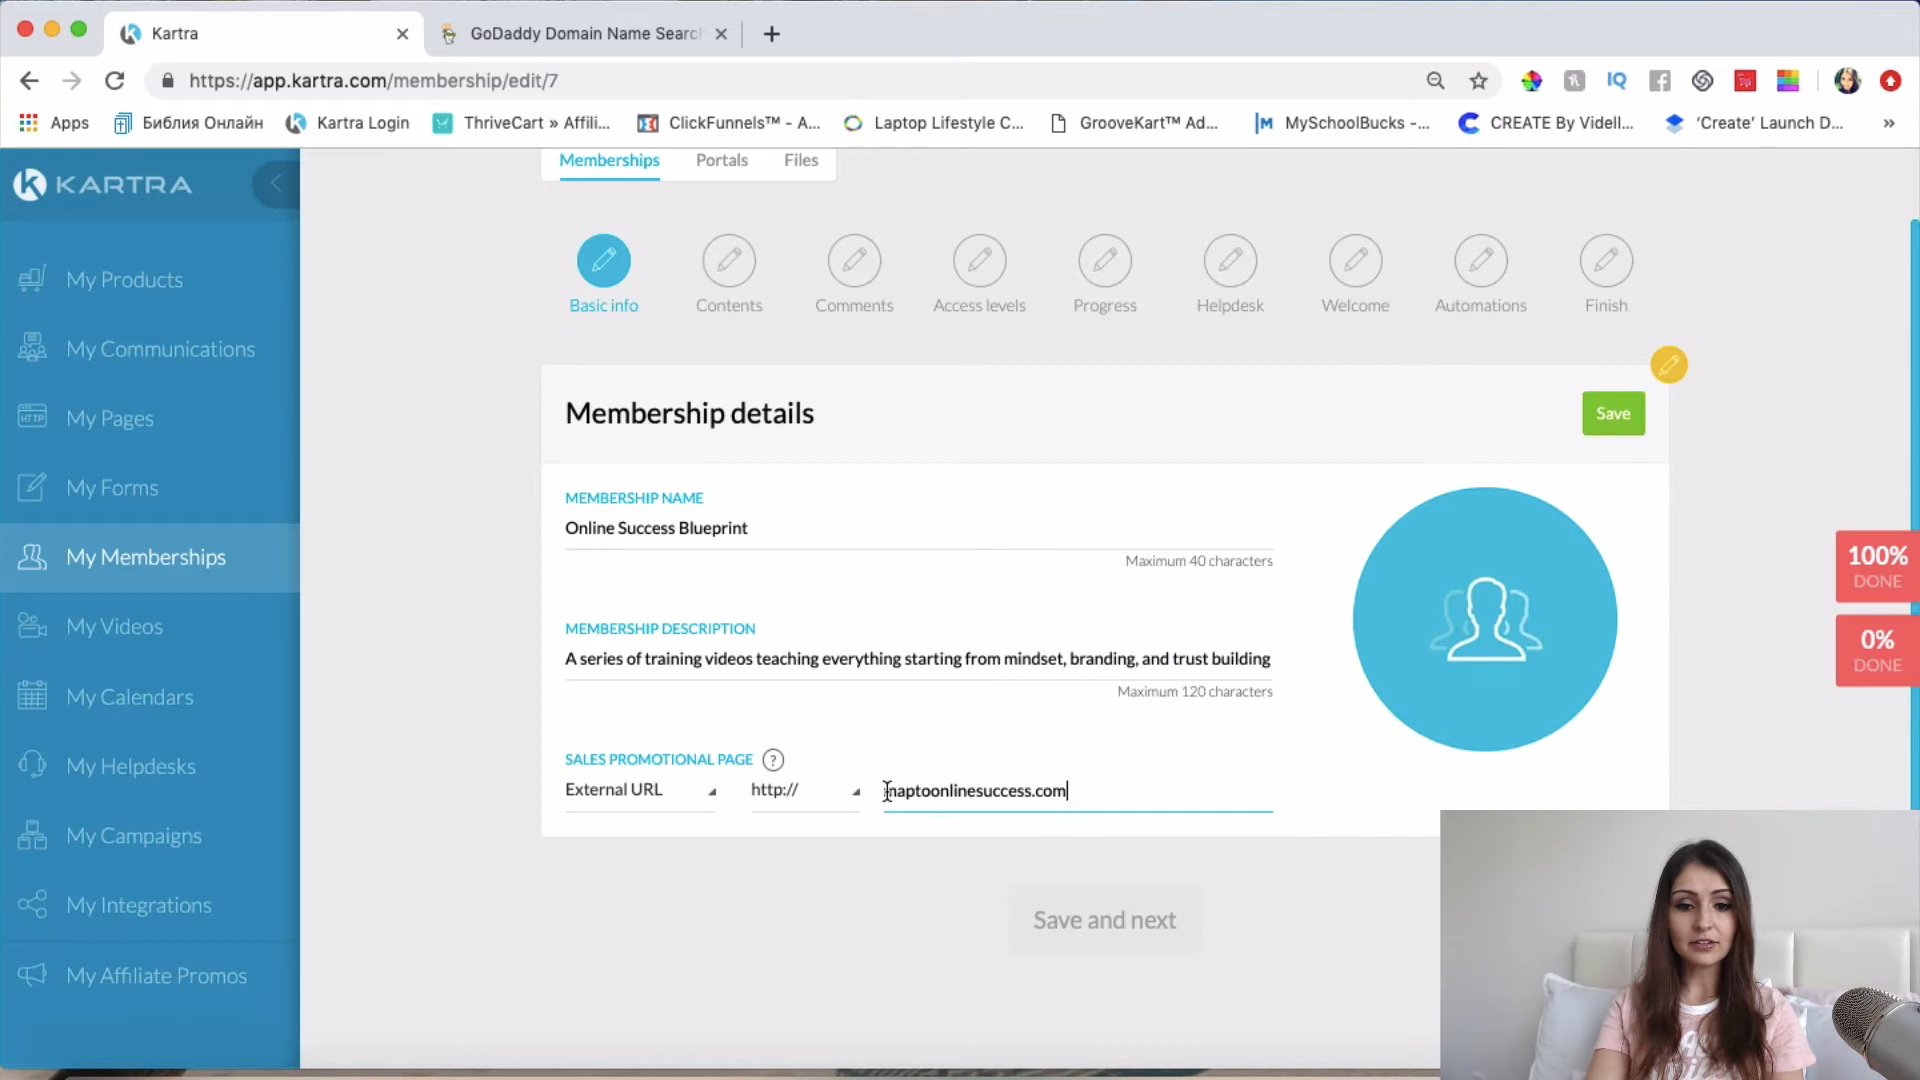 Kartra
GoDaddy Domain Name Searc
https://app.kartra.com/membership/edit/7
Apps
Библия Онлайн
Kartra Login
ThriveCart » Affili...
ClickFunnels™ - A...
Laptop Lifestyle C...
GrooveKart™ Ad...
MySchoolBucks -...
CREATE By Videll...
'Create' Launch D...
»
KARTRA
My Products
My Communications
My Pages
My Forms
My Memberships
My Videos
My Calendars
My Helpdesks
My Campaigns
My Integrations
My Affiliate Promos
Memberships
Portals
Files
Basic info
Contents
Comments
Access levels
Progress
Helpdesk
Welcome
Automations
Finish
Membership details
Save
MEMBERSHIP NAME
Online Success Blueprint
Maximum 40 characters
MEMBERSHIP DESCRIPTION
A series of training videos teaching everything starting from mindset, branding, and trust building
Maximum 120 characters
SALES PROMOTIONAL PAGE ?
External URL
http://
maptoonlinesuccess.com
Save and next
100%
DONE
0%
DONE